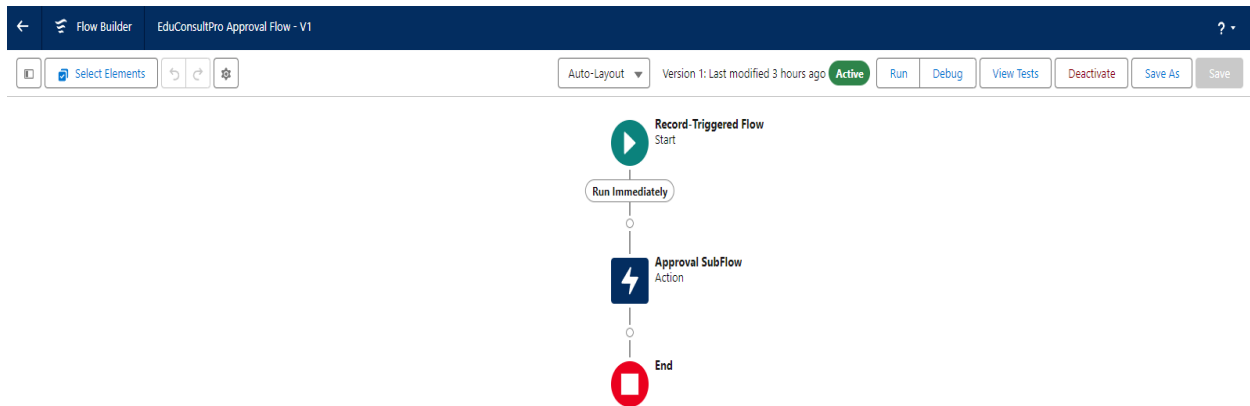 Flow Builder EduConsultPro Approval Flow - V1 ?
Select Elements Auto-Layout Version 1: Last modified 3 hours ago Active Run Debug View Tests Deactivate Save As Save
Record-Triggered Flow
Start
Run Immediately
Approval SubFlow
Action
End